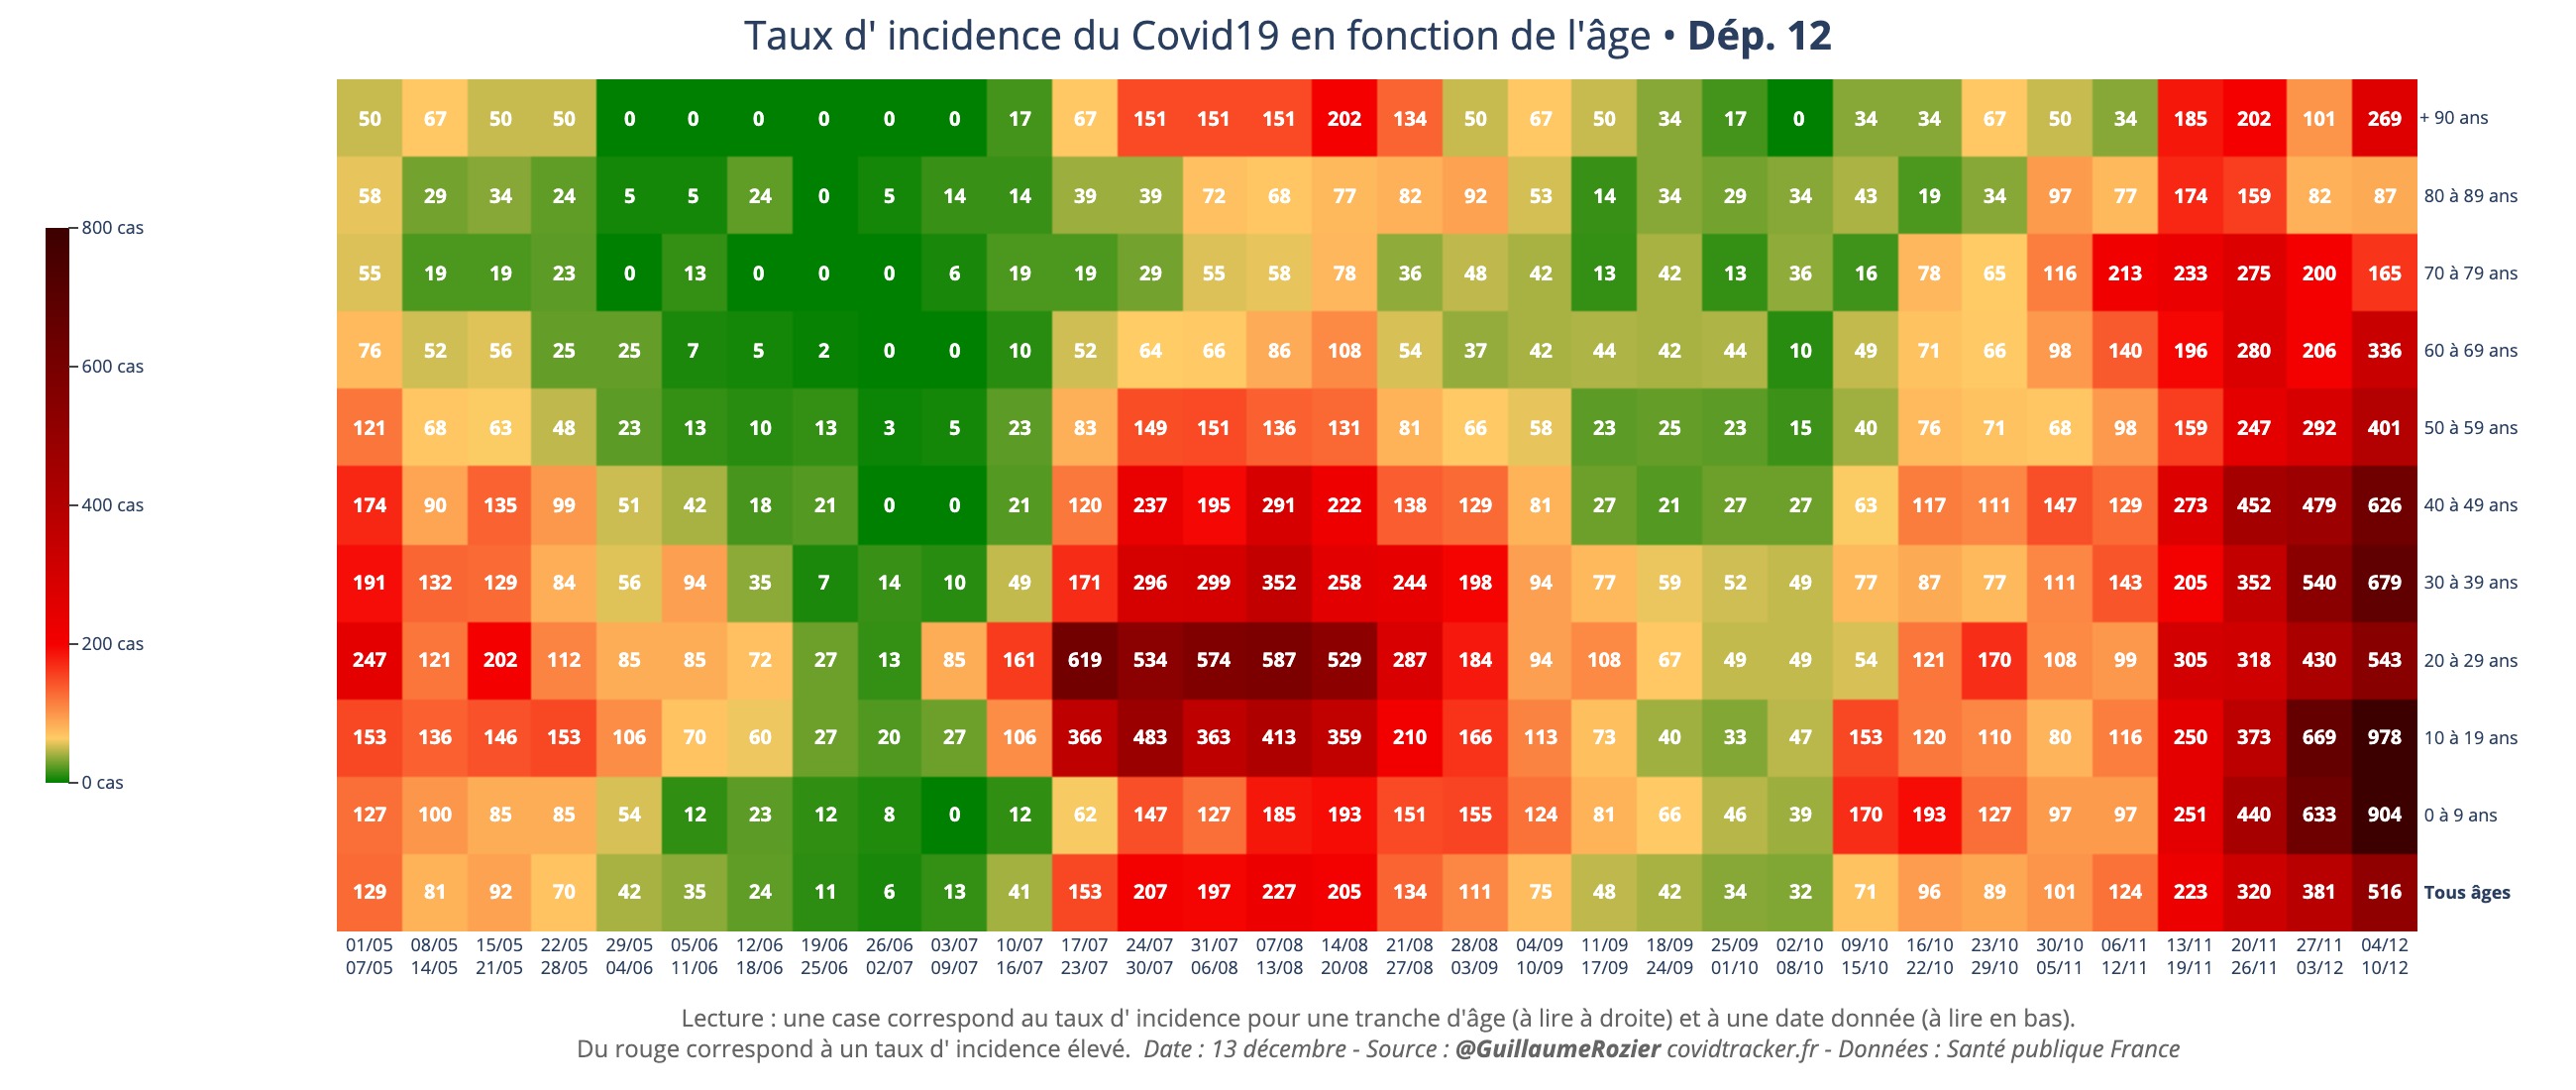 Taux d' incidence du Covid19 en fonction de l'âge • Dép. 12
50 67 50 50 0 0 0 0 0 0 17 67 151 151 151 202 134 50 67 50 34 17 0 34 34 67 50 34 185 202 101 269 + 90 ans
58 29 34 24 5 5 24 0 5 14 14 39 39 72 68 77 82 92 53 14 34 29 34 43 19 34 97 77 174 159 82 87 80 à 89 ans
800 cas
55 19 19 23 0 13 0 0 0 6 19 19 29 55 58 78 36 48 42 13 42 13 36 16 78 65 116 213 233 275 200 165 70 à 79 ans
76 52 56 25 25 7 5 2 0 0 10 52 64 66 86 108 54 37 42 44 42 44 10 49 71 66 98 140 196 280 206 336 60 à 69 ans
600 cas
121 68 63 48 23 13 10 13 3 5 23 83 149 151 136 131 81 66 58 23 25 23 15 40 76 71 68 98 159 247 292 401 50 à 59 ans
400 cas
174 90 135 99 51 42 18 21 0 0 21 120 237 195 291 222 138 129 81 27 21 27 27 63 117 111 147 129 273 452 479 626 40 à 49 ans
191 132 129 84 56 94 35 7 14 10 49 171 296 299 352 258 244 198 94 77 59 52 49 77 87 77 111 143 205 352 540 679 30 à 39 ans
200 cas
247 121 202 112 85 85 72 27 13 85 161 619 534 574 587 529 287 184 94 108 67 49 49 54 121 170 108 99 305 318 430 543 20 à 29 ans
153 136 146 153 106 70 60 27 20 27 106 366 483 363 413 359 210 166 113 73 40 33 47 153 120 110 80 116 250 373 669 978 10 à 19 ans
0 cas
127 100 85 85 54 12 23 12 8 0 12 62 147 127 185 193 151 155 124 81 66 46 39 170 193 127 97 97 251 440 633 904 0 à 9 ans
129 81 92 70 42 35 24 11 6 13 41 153 207 197 227 205 134 111 75 48 42 34 32 71 96 89 101 124 223 320 381 516 Tous âges
01/05 08/05 15/05 22/05 29/05 05/06 12/06 19/06 26/06 03/07 10/07 17/07 24/07 31/07 07/08 14/08 21/08 28/08 04/09 11/09 18/09 25/09 02/10 09/10 16/10 23/10 30/10 06/11 13/11 20/11 27/11 04/12
07/05 14/05 21/05 28/05 04/06 11/06 18/06 25/06 02/07 09/07 16/07 23/07 30/07 06/08 13/08 20/08 27/08 03/09 10/09 17/09 24/09 01/10 08/10 15/10 22/10 29/10 05/11 12/11 19/11 26/11 03/12 10/12
Lecture : une case correspond au taux d' incidence pour une tranche d'âge (à lire à droite) et à une date donnée (à lire en bas).
Du rouge correspond à un taux d' incidence élevé. Date : 13 décembre - Source : @GuillaumeRozier covidtracker.fr - Données : Santé publique France